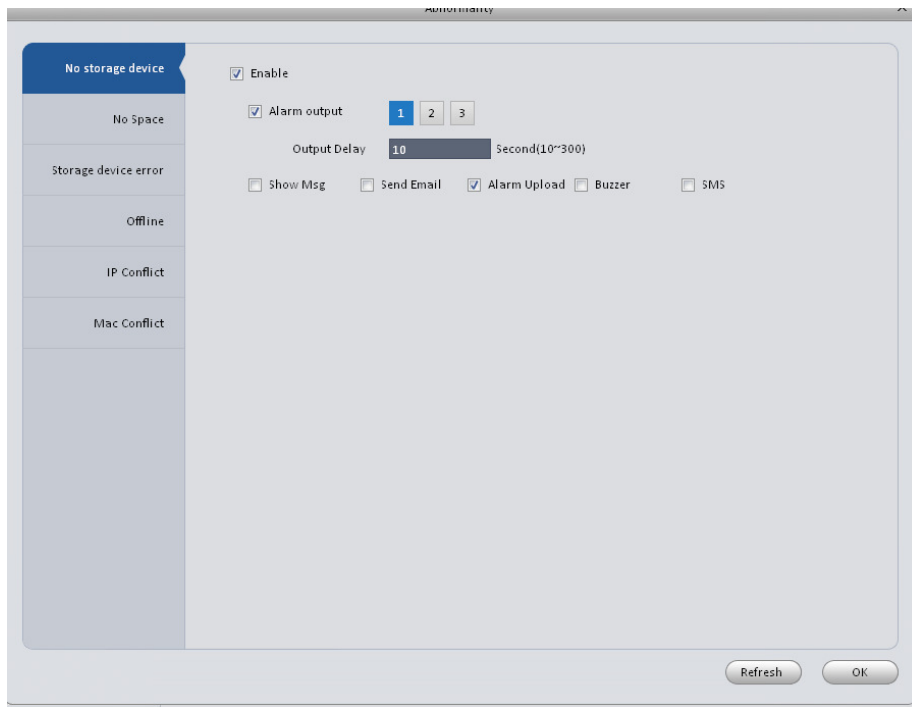 Abnormality
No storage device
No Space
Storage device error
Offline
IP Conflict
Mac Conflict
Enable
Alarm output 1 2 3
Output Delay 10 Second(10~300)
Show Msg Send Email Alarm Upload Buzzer SMS
Refresh OK